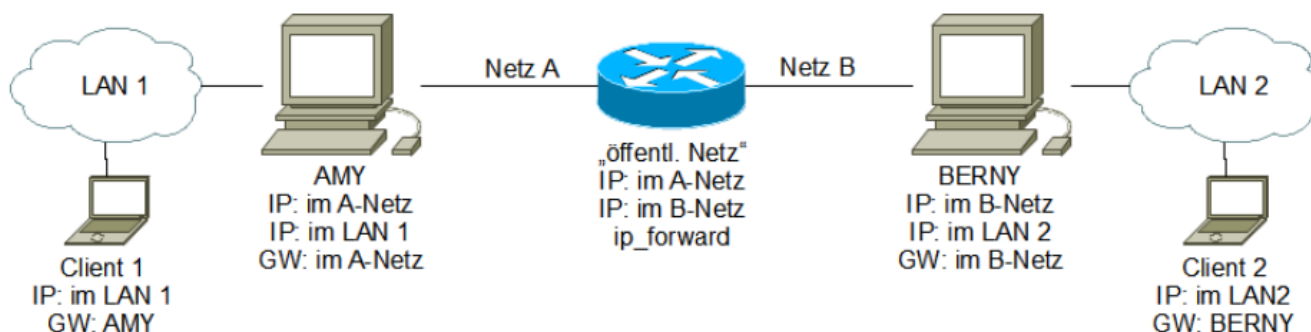 LAN 1
Netz A
Netz B
LAN 2
Client 1
IP: im LAN 1
GW: AMY
AMY
IP: im A-Netz
IP: im LAN 1
GW: im A-Netz
„öffentl. Netz“
IP: im A-Netz
IP: im B-Netz
ip_forward
BERNY
IP: im B-Netz
IP: im LAN 2
GW: im B-Netz
Client 2
IP: im LAN2
GW: BERNY